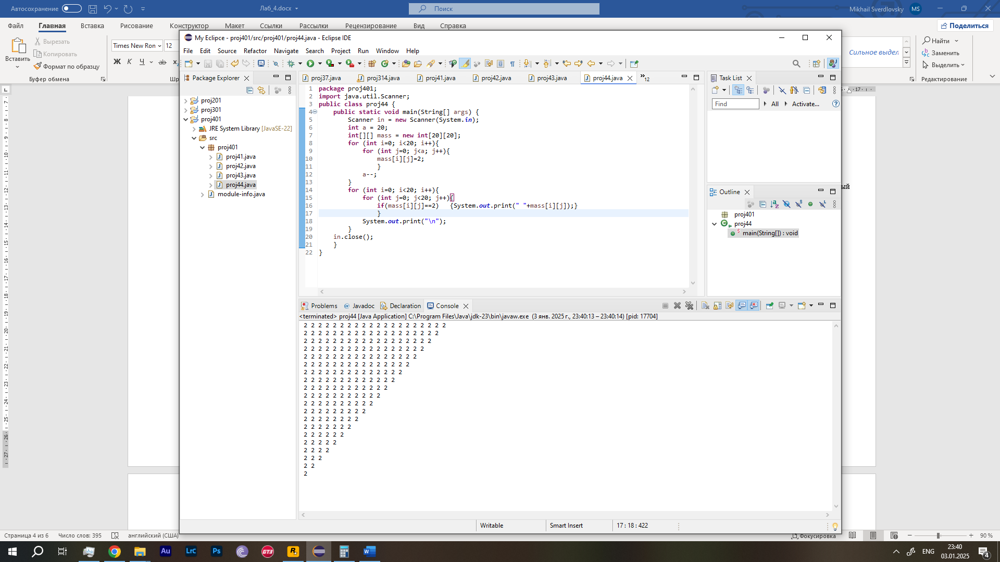 Автосохранение
Лаб_4.docx
Поиск
Mikhail Sverdlovsky
MS
Файл
Главная
Вставка
Рисование
Конструктор
Макет
Ссылки
Рассылки
Рецензирование
Вид
Справка
Поделиться
Вставить
Вырезать
Копировать
Формат по образцу
Буфер обмена
Times New Ron
12
Ж К Ч ab x
Сильное выдел
Найти
Заменить
Выделить
Редактирование
My Eclipce - proj401/src/proj401/proj44.java - Eclipse IDE
File Edit Source Refactor Navigate Search Project Run Window Help
Package Explorer
proj201
proj301
proj401
JRE System Library [JavaSE-22]
src
proj401
proj41.java
proj42.java
proj43.java
proj44.java
module-info.java
proj37.java
proj314.java
proj41.java
proj42.java
proj43.java
proj44.java
12
1 package proj401;
2 import java.util.Scanner;
3 public class proj44 {
4 public static void main(String[] args) {
5 Scanner in = new Scanner(System.in);
6 int a = 20;
7 int[][] mass = new int[20][20];
8 for (int i=0; i<20; i++){
9 for (int j=0; j<a; j++){
10 mass[i][j]=2;
11 }
12 a--;
13 }
14 for (int i=0; i<20; i++){
15 for (int j=0; j<20; j++){
16 if(mass[i][j]==2) {System.out.print(" "+mass[i][j]);}
17 }
18 System.out.print("\n");
19 }
20 in.close();
21 }
22 }
Task List
Find
All
Activate...
Outline
proj401
proj44
main(String[]) : void
ый
Problems
Javadoc
Declaration
Console
<terminated> proj44 [Java Application] C:\Program Files\Java\jdk-23\bin\javaw.exe (3 янв. 2025 г., 23:40:13 – 23:40:14) [pid: 17704]
2 2 2 2 2 2 2 2 2 2 2 2 2 2 2 2 2 2 2 2
2 2 2 2 2 2 2 2 2 2 2 2 2 2 2 2 2 2 2
2 2 2 2 2 2 2 2 2 2 2 2 2 2 2 2 2 2
2 2 2 2 2 2 2 2 2 2 2 2 2 2 2 2 2
2 2 2 2 2 2 2 2 2 2 2 2 2 2 2 2
2 2 2 2 2 2 2 2 2 2 2 2 2 2 2
2 2 2 2 2 2 2 2 2 2 2 2 2 2
2 2 2 2 2 2 2 2 2 2 2 2 2
2 2 2 2 2 2 2 2 2 2 2 2
2 2 2 2 2 2 2 2 2 2 2
2 2 2 2 2 2 2 2 2 2
2 2 2 2 2 2 2 2 2
2 2 2 2 2 2 2 2
2 2 2 2 2 2 2
2 2 2 2 2 2
2 2 2 2 2
2 2 2 2
2 2 2
2 2
2
Writable
Smart Insert
17 : 18 : 422
Страница 4 из 6
Число слов: 395
английский (США)
Фокусировка
90 %
Au
Lrc
Ps
GT3
R
ENG
23:40
03.01.2025
4